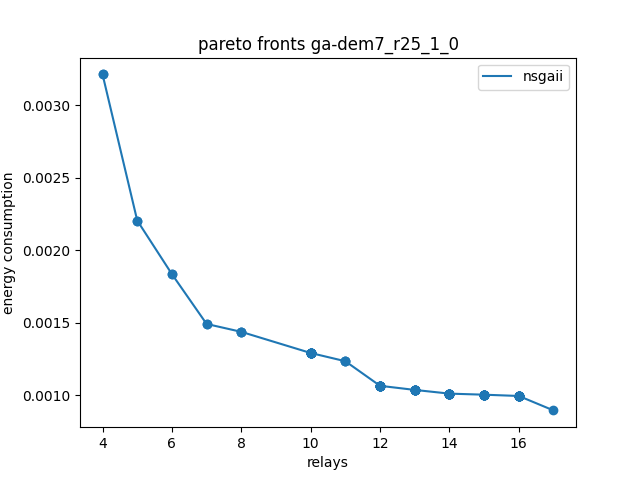 pareto fronts ga-dem7_r25_1_0
nsgaii
energy consumption
0.0030
0.0025
0.0020
0.0015
0.0010
4 6 8 10 12 14 16
relays